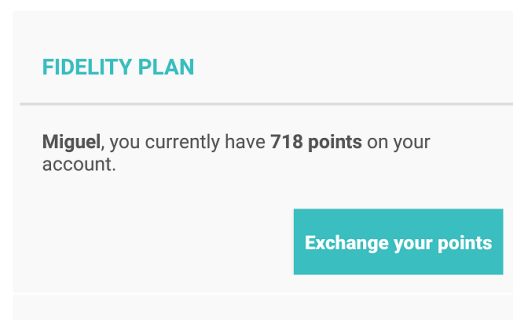 FIDELITY PLAN
Miguel, you currently have 718 points on your
account.
Exchange your points